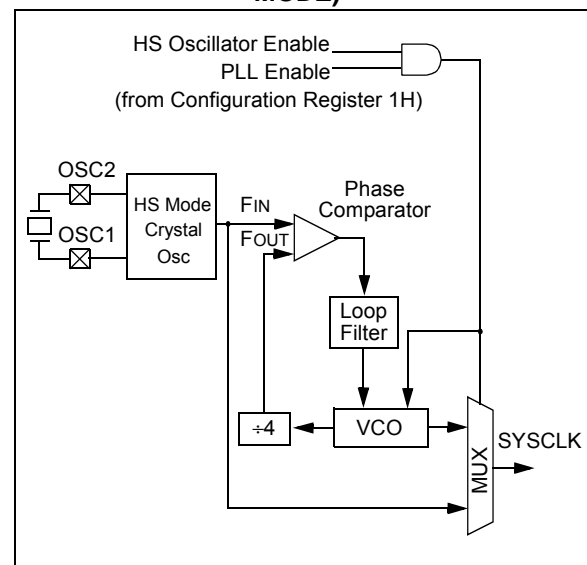 MODE)
HS Oscillator Enable
PLL Enable
(from Configuration Register 1H)
OSC2
OSC1
HS Mode
Crystal
Osc
FIN
FOUT
Phase
Comparator
Loop
Filter
÷4
VCO
MUX
SYSCLK